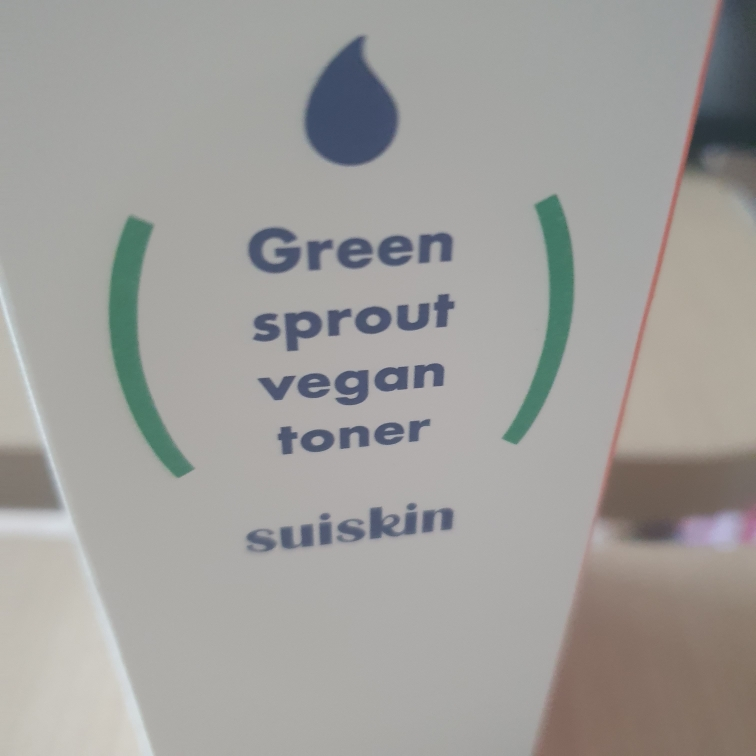 Green
sprout
vegan
toner
suiskin